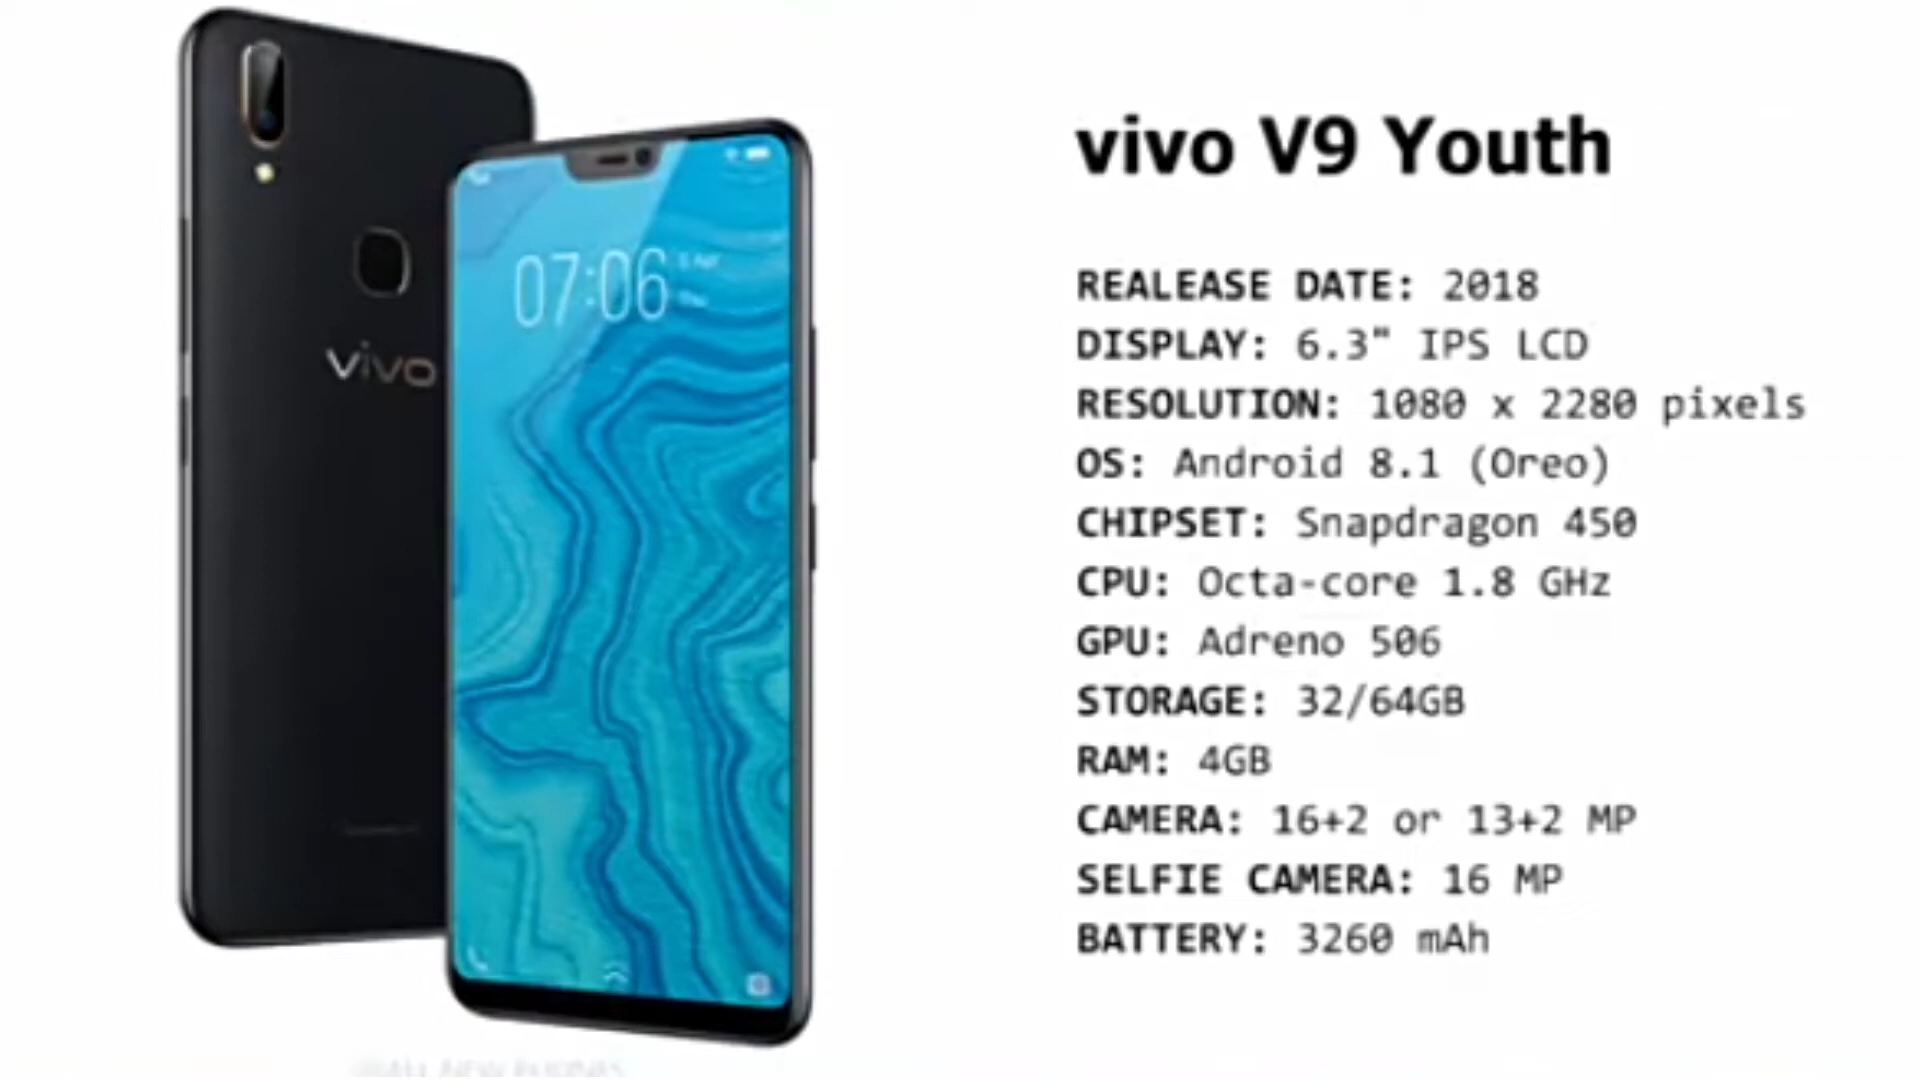 vivo
07:06
vivo V9 Youth
REALEASE DATE: 2018
DISPLAY: 6.3" IPS LCD
RESOLUTION: 1080 x 2280 pixels
OS: Android 8.1 (Oreo)
CHIPSET: Snapdragon 450
CPU: Octa-core 1.8 GHz
GPU: Adreno 506
STORAGE: 32/64GB
RAM: 4GB
CAMERA: 16+2 or 13+2 MP
SELFIE CAMERA: 16 MP
BATTERY: 3260 mAh